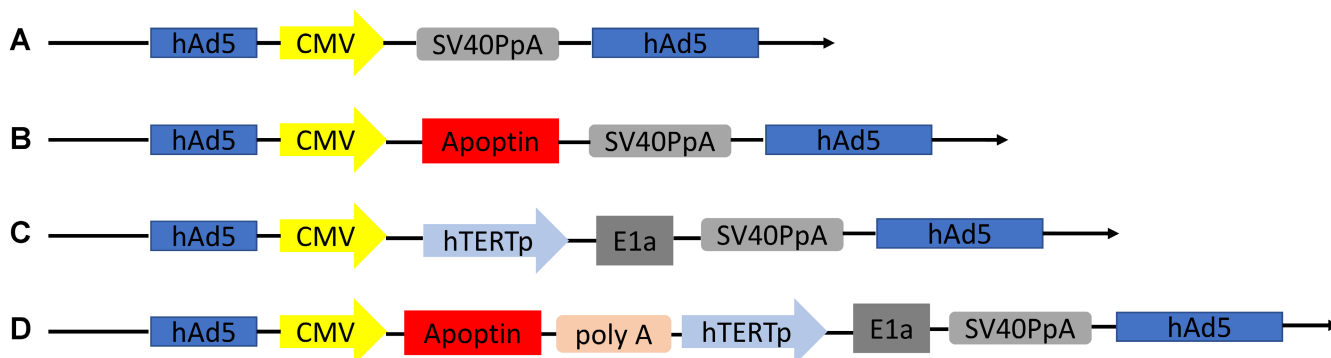 A hAd5 CMV SV40PpA hAd5
B hAd5 CMV Apoptin SV40PpA hAd5
C hAd5 CMV hTERTp E1a SV40PpA hAd5
D hAd5 CMV Apoptin poly A hTERTp E1a SV40PpA hAd5